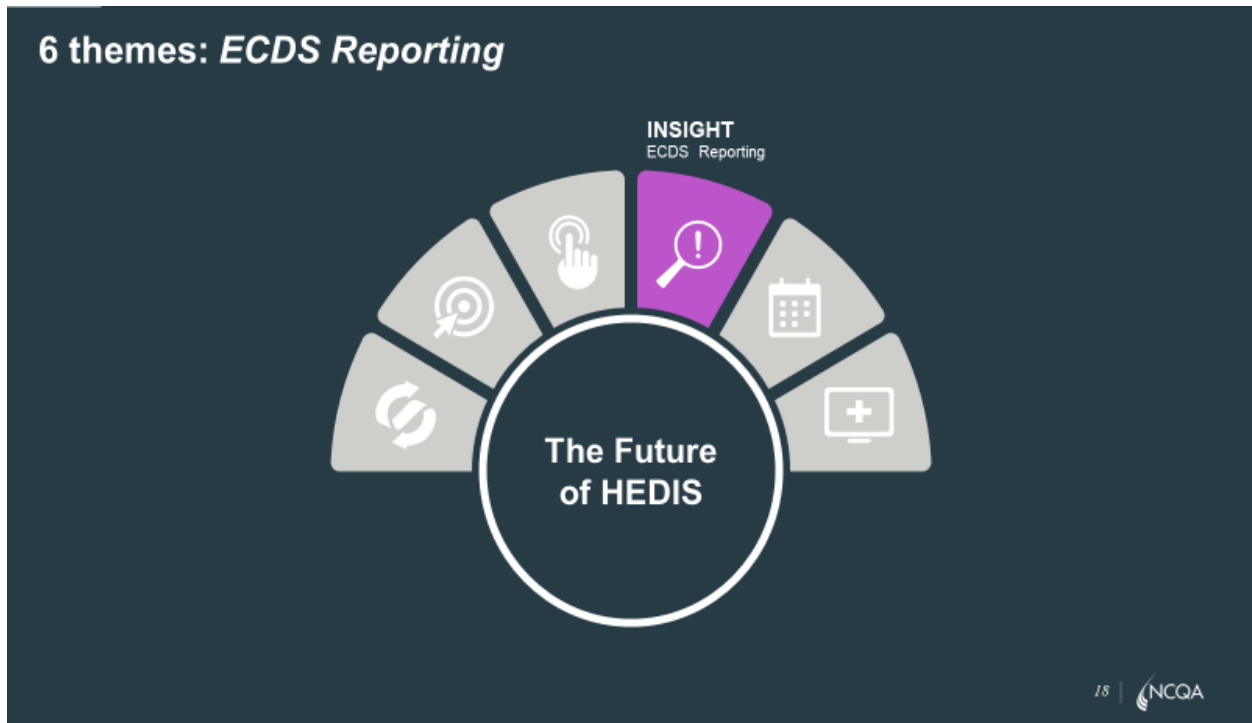 6 themes: ECDS Reporting
INSIGHT
ECDS Reporting
The Future
of HEDIS
18
NCQA